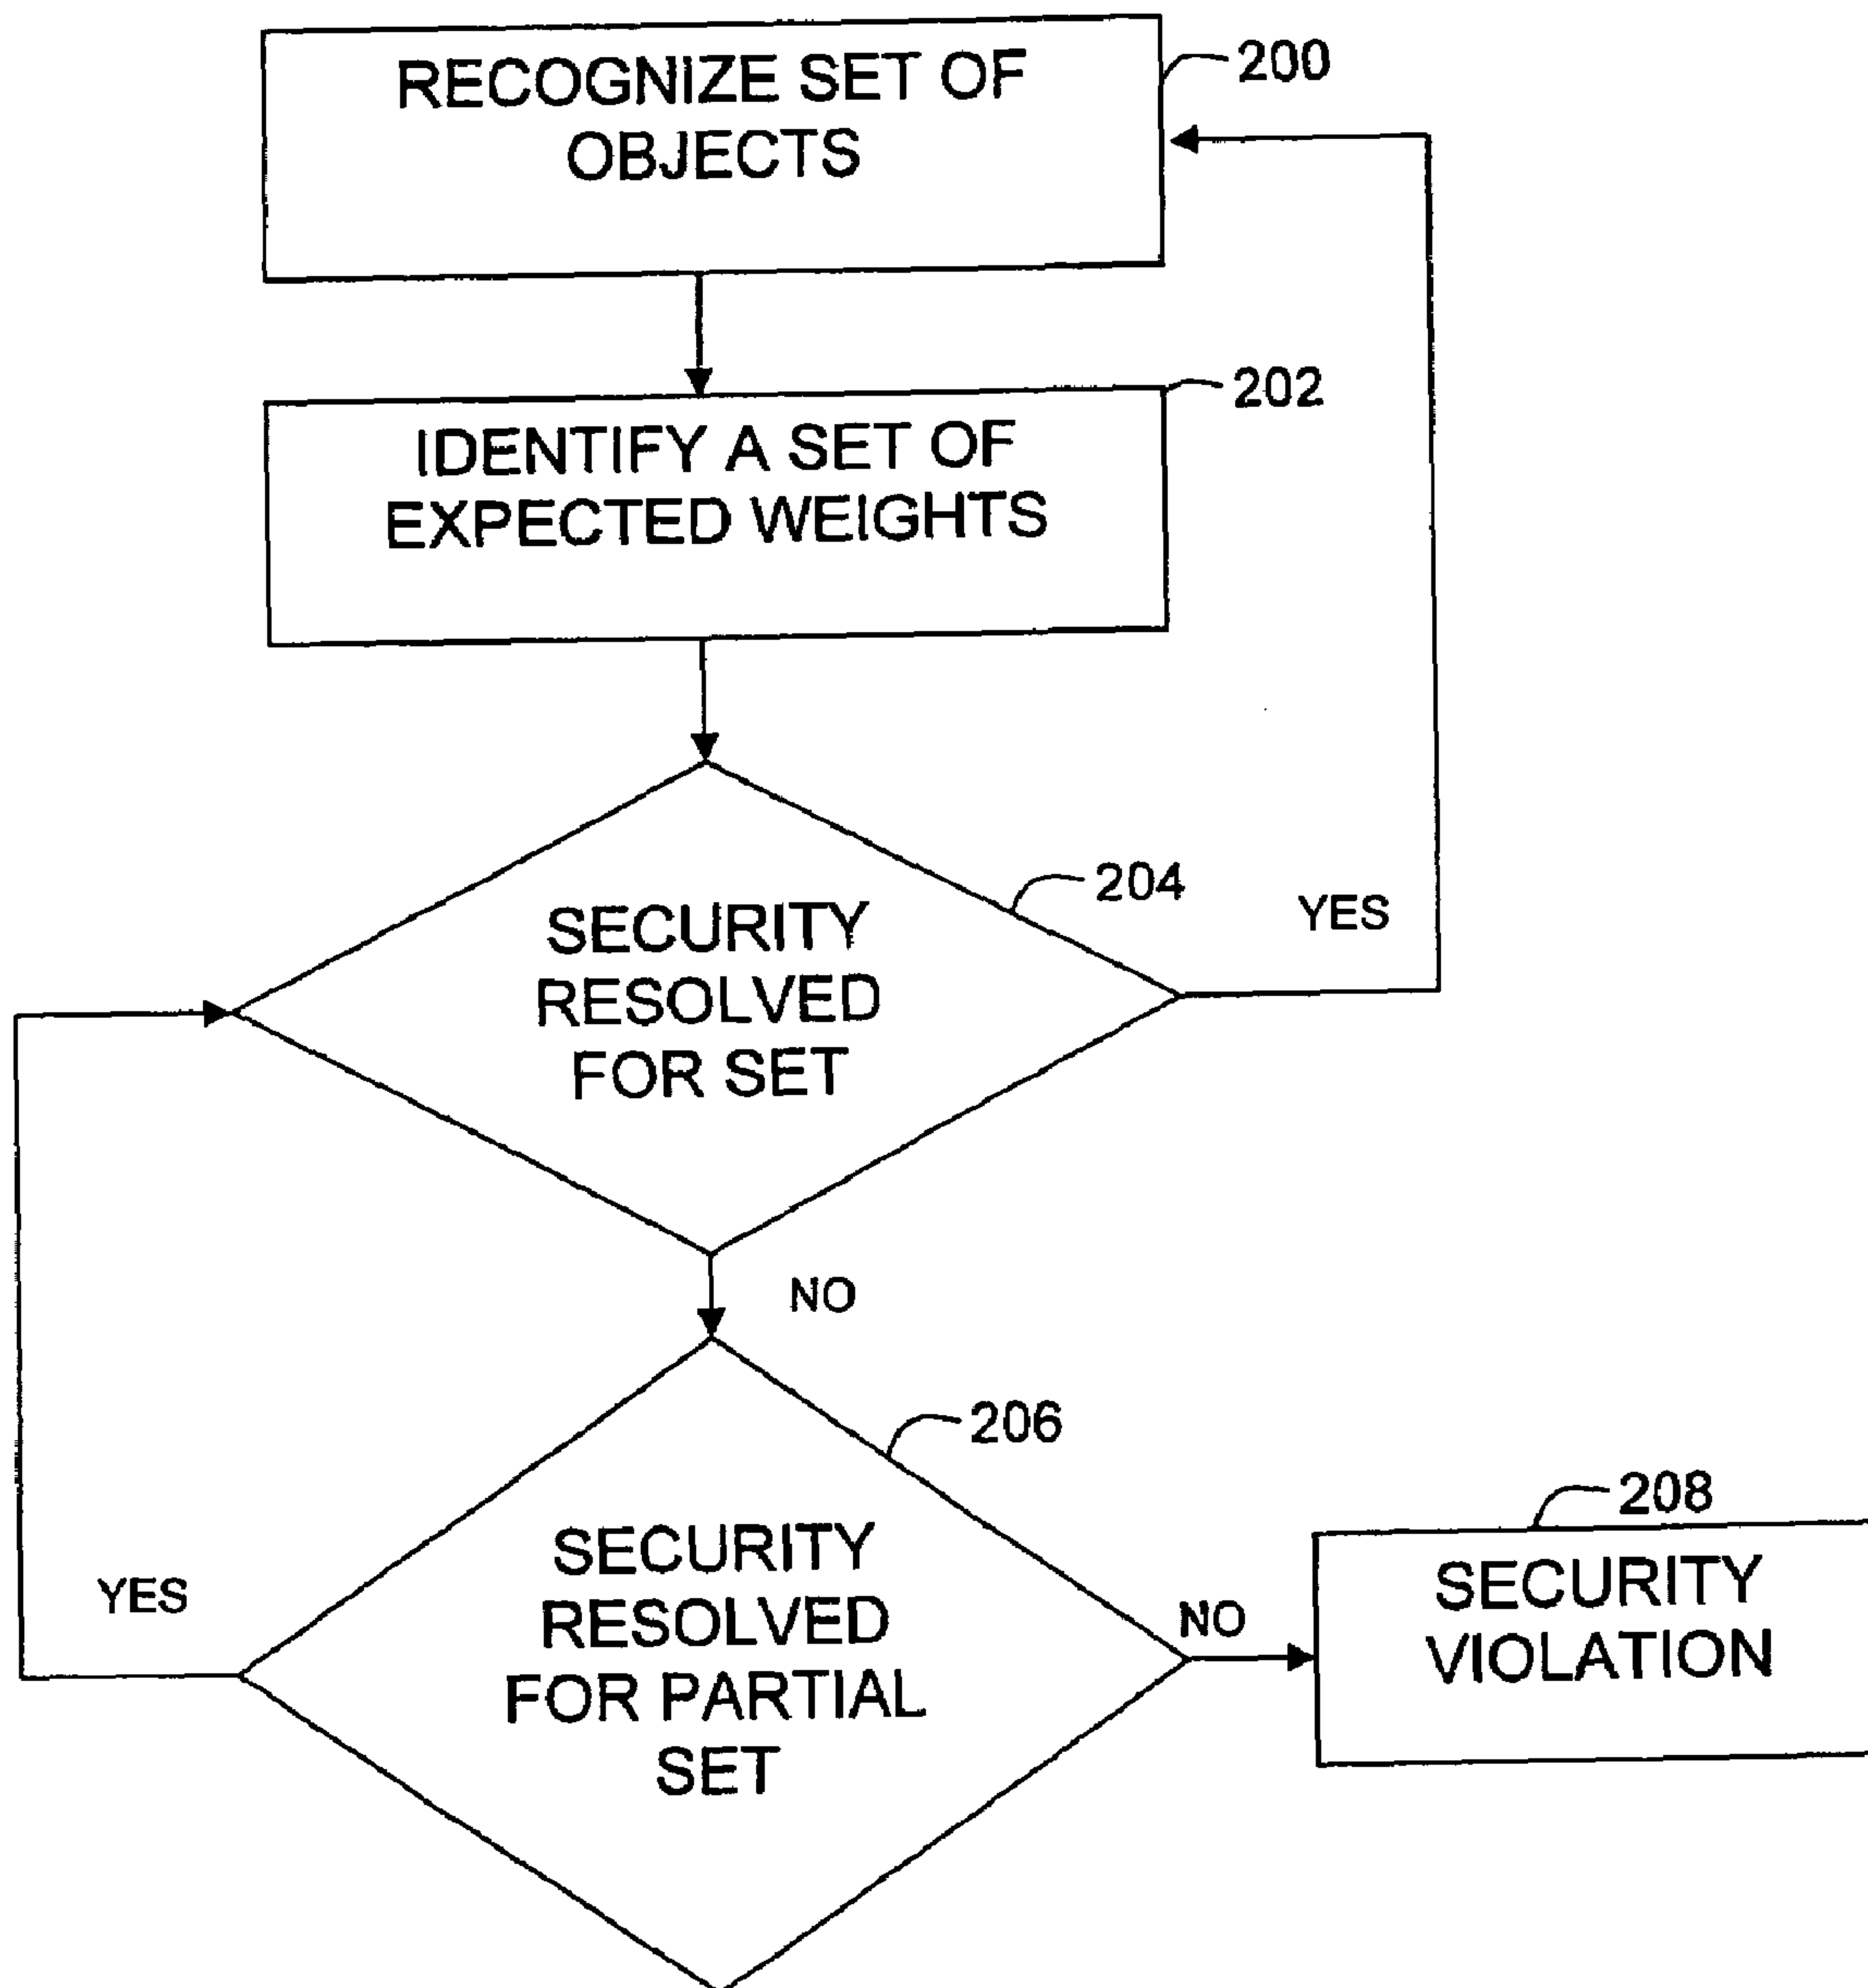 RECOGNIZE SET OF
OBJECTS
200
IDENTIFY A SET OF
EXPECTED WEIGHTS
202
SECURITY
RESOLVED
FOR SET
204
YES
NO
206
SECURITY
RESOLVED
FOR PARTIAL
SET
YES
NO
208
SECURITY
VIOLATION